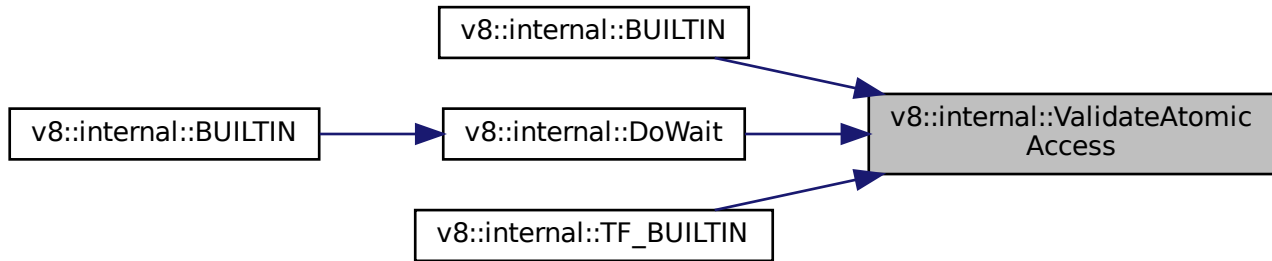 v8::internal::BUILTIN
v8::internal::ValidateAtomic
Access
v8::internal::BUILTIN
v8::internal::DoWait
v8::internal::TF_BUILTIN